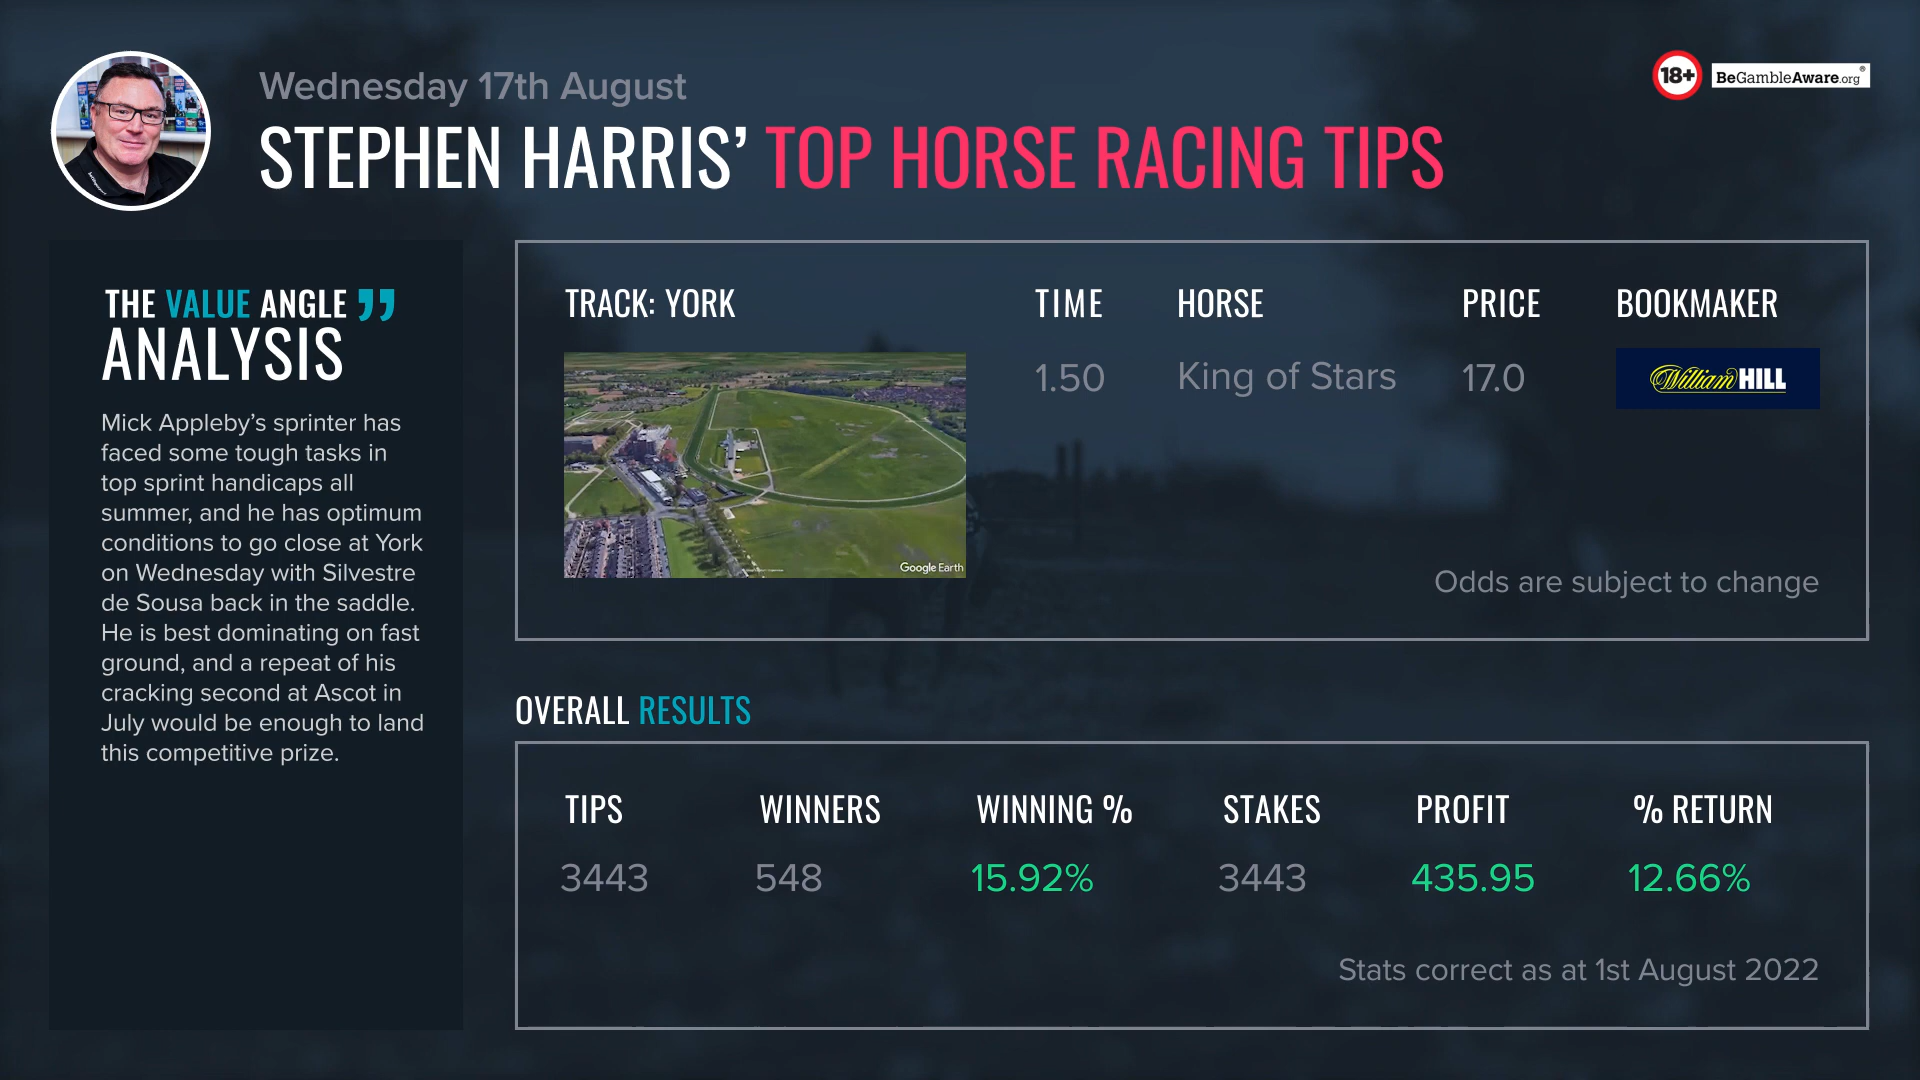 Wednesday 17th August
STEPHEN HARRIS’ TOP HORSE RACING TIPS
18+
BeGambleAware.org®
THE VALUE ANGLE ”
ANALYSIS
Mick Appleby’s sprinter has
faced some tough tasks in
top sprint handicaps all
summer, and he has optimum
conditions to go close at York
on Wednesday with Silvestre
de Sousa back in the saddle.
He is best dominating on fast
ground, and a repeat of his
cracking second at Ascot in
July would be enough to land
this competitive prize.
TRACK: YORK TIME HORSE PRICE BOOKMAKER
1.50 King of Stars 17.0 William HILL
Google Earth
Odds are subject to change
OVERALL RESULTS
TIPS WINNERS WINNING % STAKES PROFIT % RETURN
3443 548 15.92% 3443 435.95 12.66%
Stats correct as at 1st August 2022